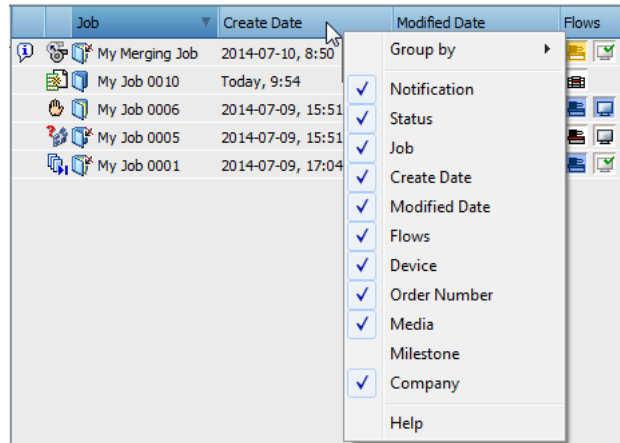 Job Create Date Modified Date Flows
My Merging Job 2014-07-10, 8:50
My Job 0010 Today, 9:54
My Job 0006 2014-07-09, 15:51
My Job 0005 2014-07-09, 15:51
My Job 0001 2014-07-09, 17:04
Group by
Notification
Status
Job
Create Date
Modified Date
Flows
Device
Order Number
Media
Milestone
Company
Help